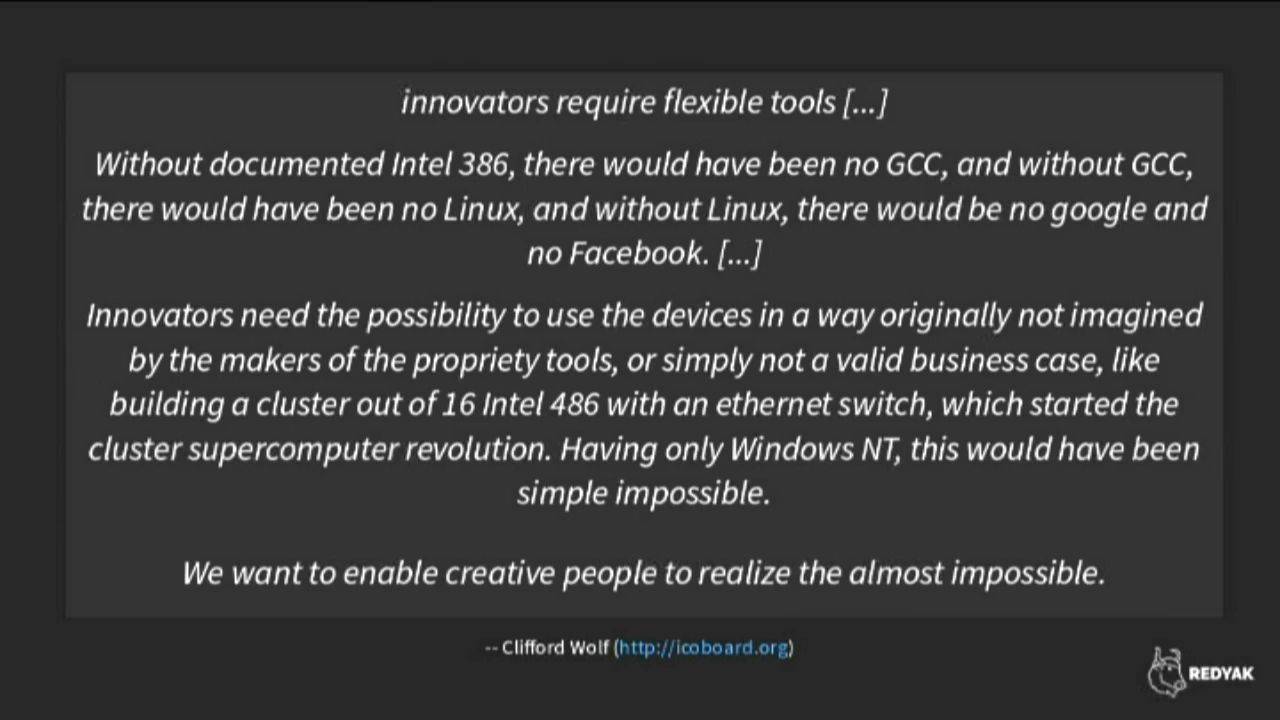 innovators require flexible tools [...]
Without documented Intel 386, there would have been no GCC, and without GCC,
there would have been no Linux, and without Linux, there would be no google and
no Facebook. [...]
Innovators need the possibility to use the devices in a way originally not imagined
by the makers of the propriety tools, or simply not a valid business case, like
building a cluster out of 16 Intel 486 with an ethernet switch, which started the
cluster supercomputer revolution. Having only Windows NT, this would have been
simple impossible.
We want to enable creative people to realize the almost impossible.
-- Clifford Wolf (http://icoboard.org)
REDYAK